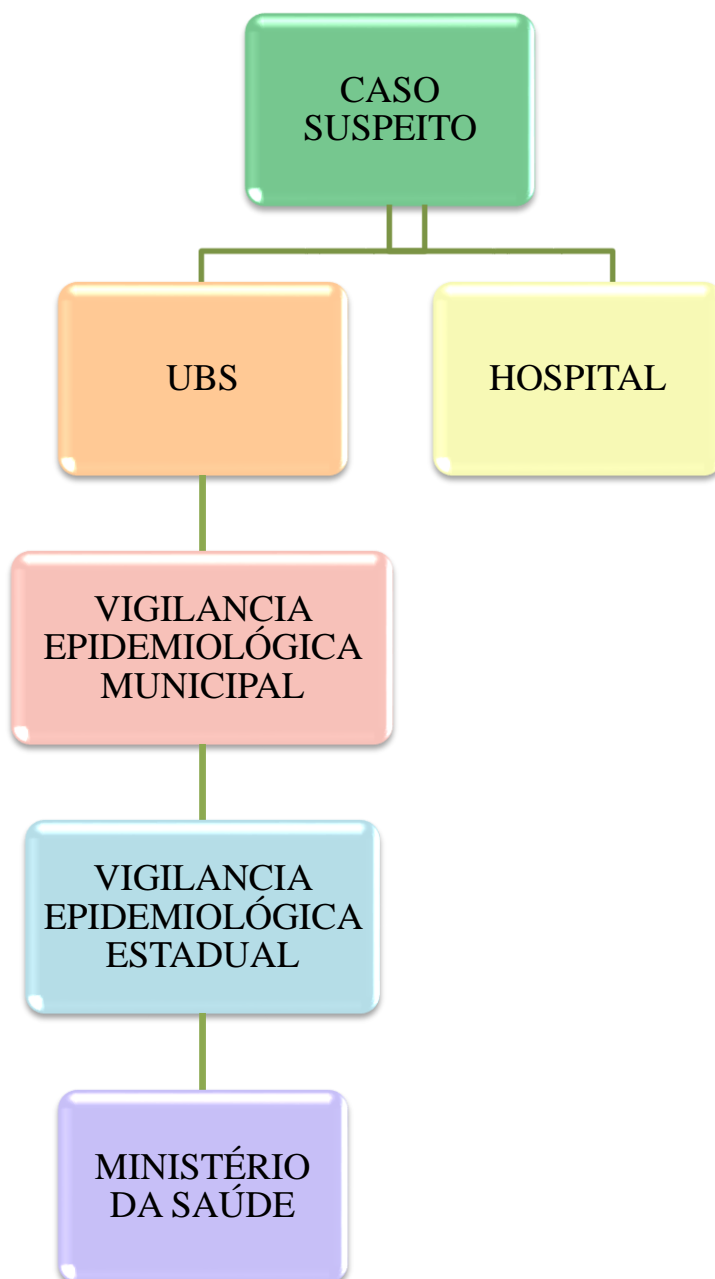 CASO
SUSPEITO
UBS
HOSPITAL
VIGILANCIA
EPIDEMIOLÓGICA
MUNICIPAL
VIGILANCIA
EPIDEMIOLÓGICA
ESTADUAL
MINISTÉRIO
DA SAÚDE